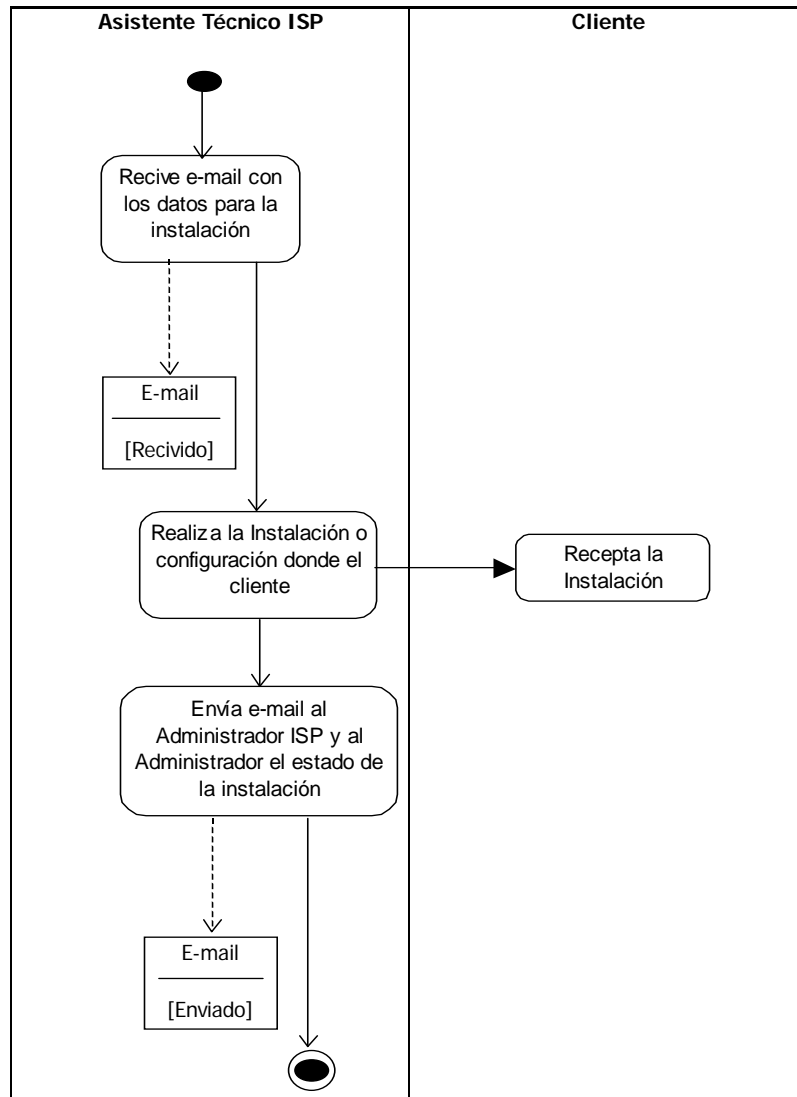 Asistente Técnico ISP
Cliente
Recive e-mail con
los datos para la
instalación
E-mail
[Recivido]
Realiza la Instalación o
configuración donde el
cliente
Recepta la
Instalación
Envía e-mail al
Administrador ISP y al
Administrador el estado de
la instalación
E-mail
[Enviado]